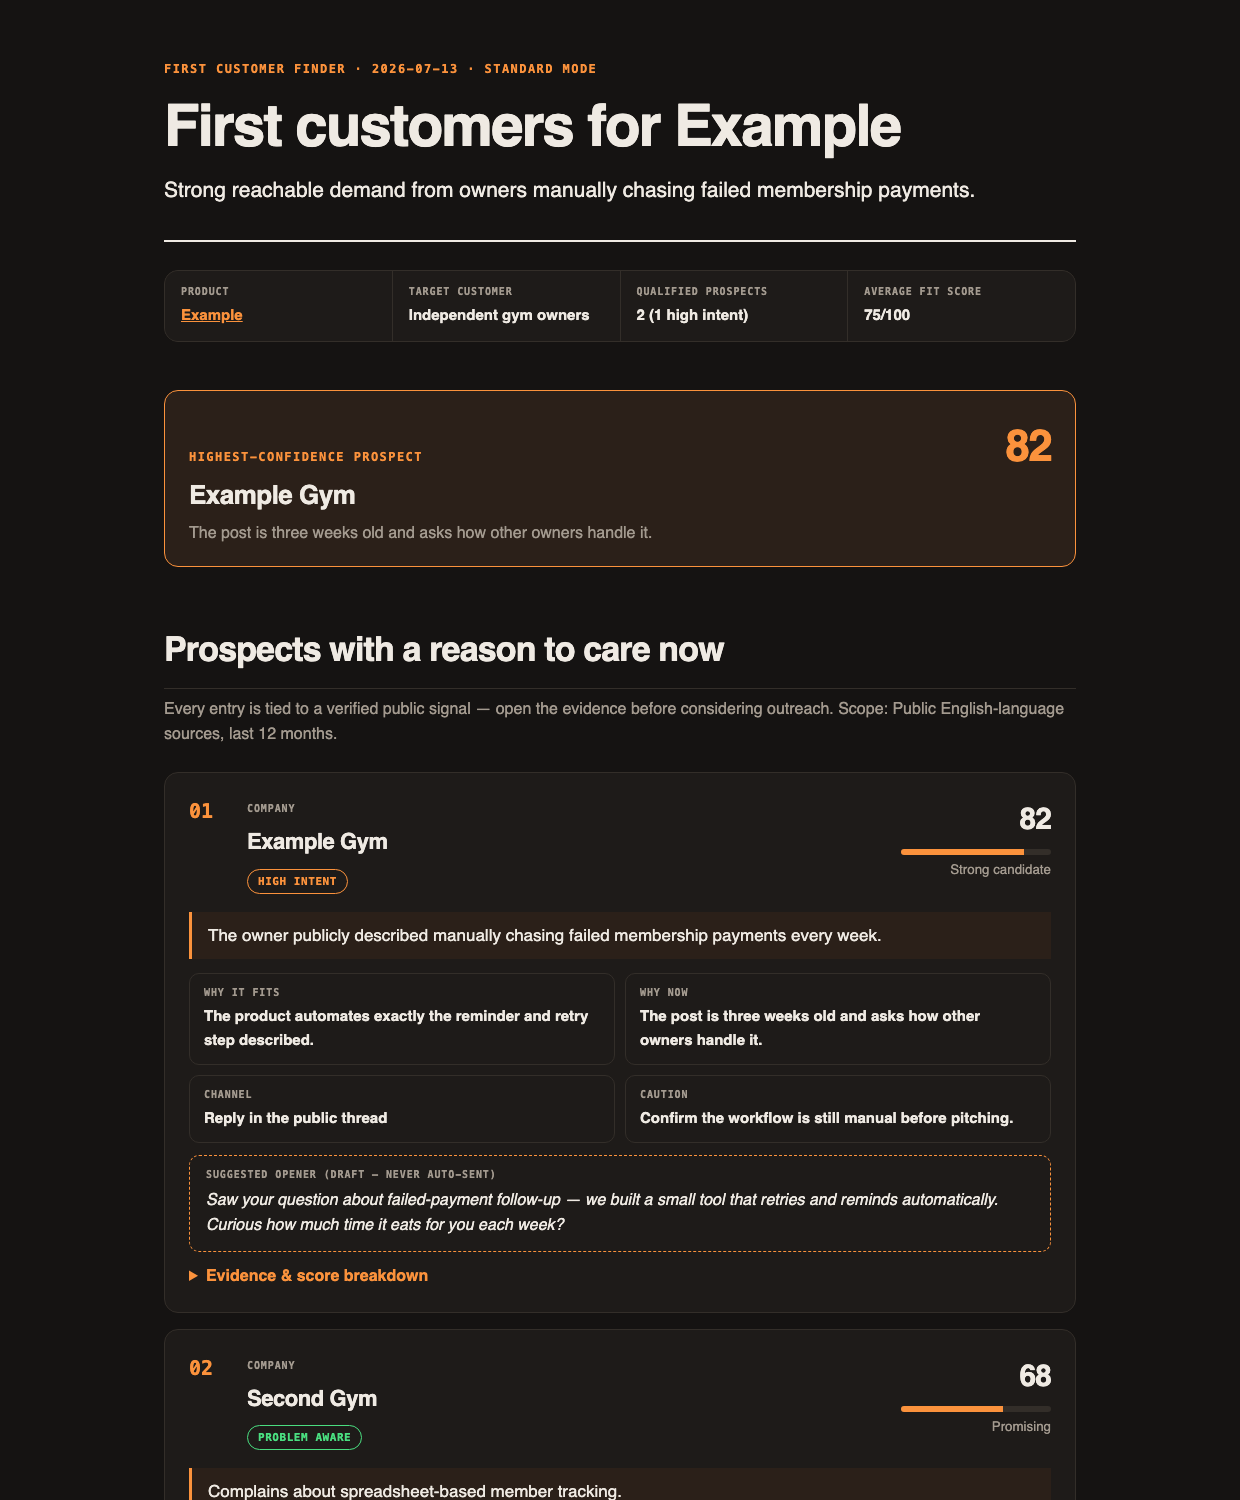 FIRST CUSTOMER FINDER · 2026-07-13 · STANDARD MODE
First customers for Example
Strong reachable demand from owners manually chasing failed membership payments.
PRODUCT
Example
TARGET CUSTOMER
Independent gym owners
QUALIFIED PROSPECTS
2 (1 high intent)
AVERAGE FIT SCORE
75/100
HIGHEST-CONFIDENCE PROSPECT
82
Example Gym
The post is three weeks old and asks how other owners handle it.
Prospects with a reason to care now
Every entry is tied to a verified public signal — open the evidence before considering outreach. Scope: Public English-language
sources, last 12 months.
01
COMPANY
Example Gym
HIGH INTENT
82
Strong candidate
The owner publicly described manually chasing failed membership payments every week.
WHY IT FITS
The product automates exactly the reminder and retry
step described.
WHY NOW
The post is three weeks old and asks how other
owners handle it.
CHANNEL
Reply in the public thread
CAUTION
Confirm the workflow is still manual before pitching.
SUGGESTED OPENER (DRAFT — NEVER AUTO-SENT)
Saw your question about failed-payment follow-up — we built a small tool that retries and reminds automatically.
Curious how much time it eats for you each week?
Evidence & score breakdown
02
COMPANY
Second Gym
PROBLEM AWARE
68
Promising
Complains about spreadsheet-based member tracking.